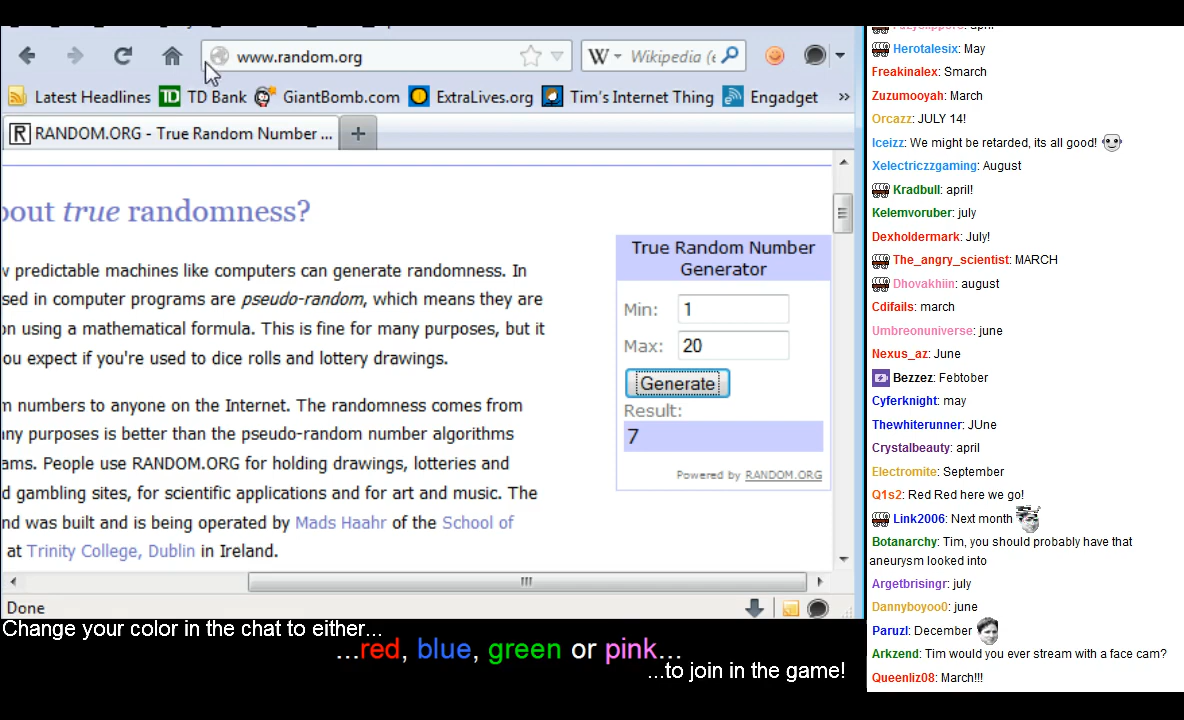 www.random.org
W Wikipedia (e
Latest Headlines TD TD Bank GiantBomb.com ExtraLives.org Tim's Internet Thing Engadget »
R RANDOM.ORG - True Random Number ... +
bout true randomness?
True Random Number
Generator
Min: 1
Max: 20
Generate
Result:
7
Powered by RANDOM.ORG
w predictable machines like computers can generate randomness. In
sed in computer programs are pseudo-random, which means they are
on using a mathematical formula. This is fine for many purposes, but it
ou expect if you're used to dice rolls and lottery drawings.
m numbers to anyone on the Internet. The randomness comes from
any purposes is better than the pseudo-random number algorithms
ams. People use RANDOM.ORG for holding drawings, lotteries and
d gambling sites, for scientific applications and for art and music. The
nd was built and is being operated by Mads Haahr of the School of
at Trinity College, Dublin in Ireland.
Done
Change your color in the chat to either...
...red, blue, green or pink...
...to join in the game!
Herotalesix: May
Freakinalex: Smarch
Zuzumooyah: March
Orcazz: JULY 14!
Iceizz: We might be retarded, its all good!
Xelectriczzgaming: August
Kradbull: april!
Kelemvoruber: july
Dexholdermark: July!
The_angry_scientist: MARCH
Dhovakhiin: august
Cdifails: march
Umbreonuniverse: june
Nexus_az: June
Bezzez: Febtober
Cyferknight: may
Thewhiterunner: JUne
Crystalbeauty: april
Electromite: September
Q1s2: Red Red here we go!
Link2006: Next month
Botanarchy: Tim, you should probably have that
aneurysm looked into
Argetbrisingr: july
Dannyboyoo0: june
Paruzl: December
Arkzend: Tim would you ever stream with a face cam?
Queenliz08: March!!!